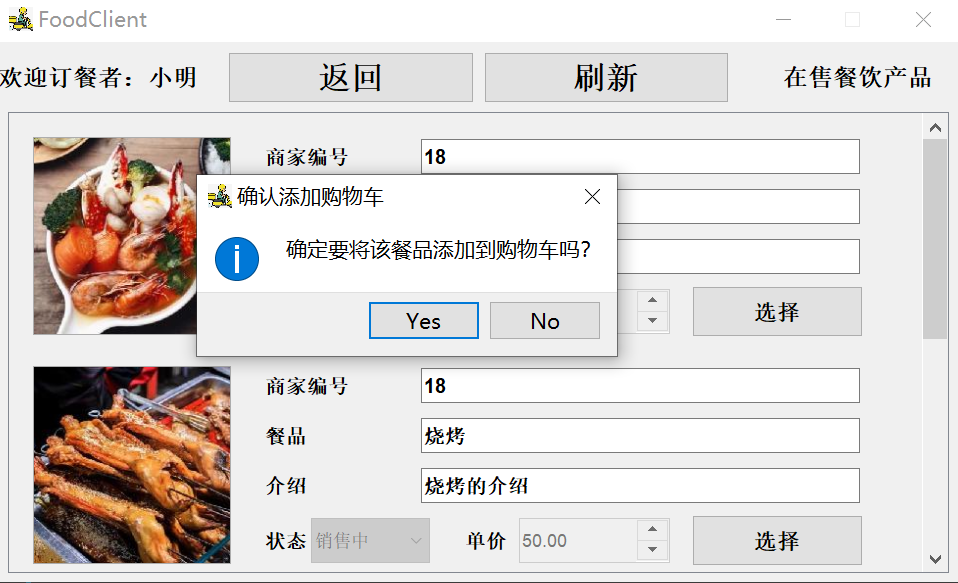 FoodClient
欢迎订餐者：小明
返回
刷新
在售餐饮产品
商家编号
18
确认添加购物车
确定要将该餐品添加到购物车吗?
Yes
No
选择
商家编号
18
餐品
烧烤
介绍
烧烤的介绍
状态
销售中
单价
50.00
选择